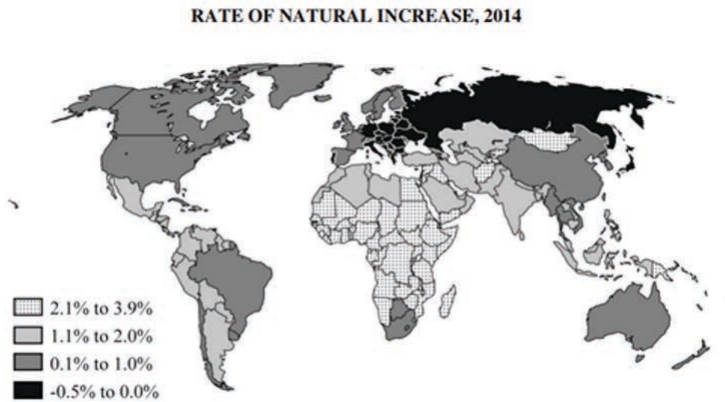 RATE OF NATURAL INCREASE, 2014
2.1% to 3.9%
1.1% to 2.0%
0.1% to 1.0%
-0.5% to 0.0%